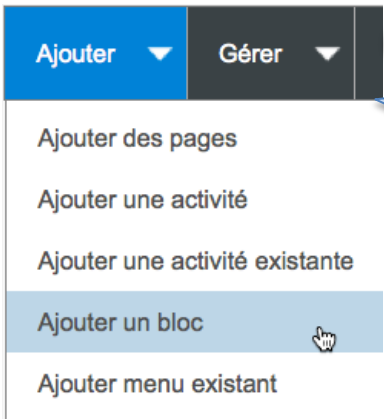 Ajouter Gérer
Ajouter des pages
Ajouter une activité
Ajouter une activité existante
Ajouter un bloc
Ajouter menu existant